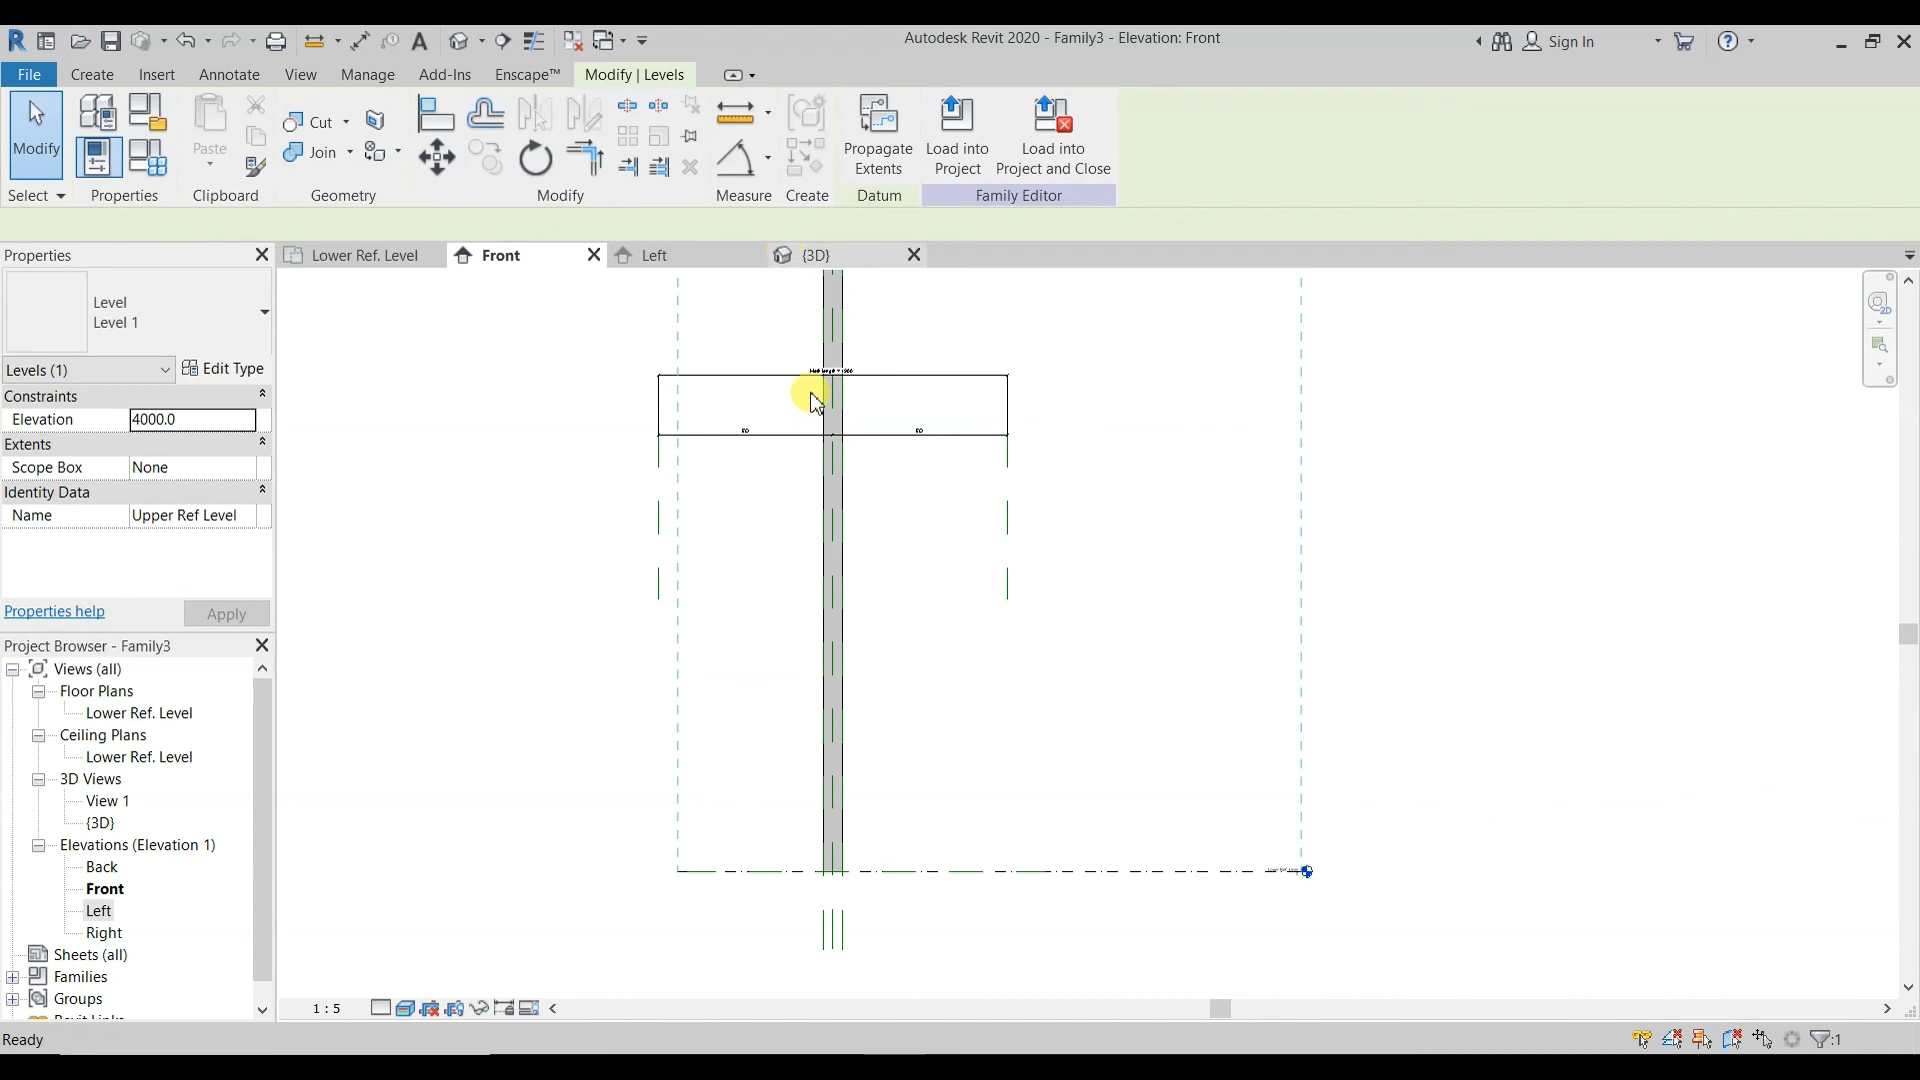 Autodesk Revit 2020 - Family3 - Elevation: Front
Sign In
File Create Insert Annotate View Manage Add-Ins Enscape™ Modify | Levels
Modify
Paste
Cut
Join
Propagate
Extents
Load into
Project
Load into
Project and Close
Select Properties Clipboard Geometry Modify Measure Create Datum Family Editor
Properties
Lower Ref. Level
Front
Left
{3D}
Level
Level 1
Levels (1)
Edit Type
Constraints
Elevation 4000.0
Extents
Scope Box None
Identity Data
Name Upper Ref Level
Properties help
Apply
Project Browser - Family3
Views (all)
Floor Plans
Lower Ref. Level
Ceiling Plans
Lower Ref. Level
3D Views
View 1
{3D}
Elevations (Elevation 1)
Back
Front
Left
Right
Sheets (all)
Families
Groups
EQ
EQ
2D
1 : 5
Ready
:1